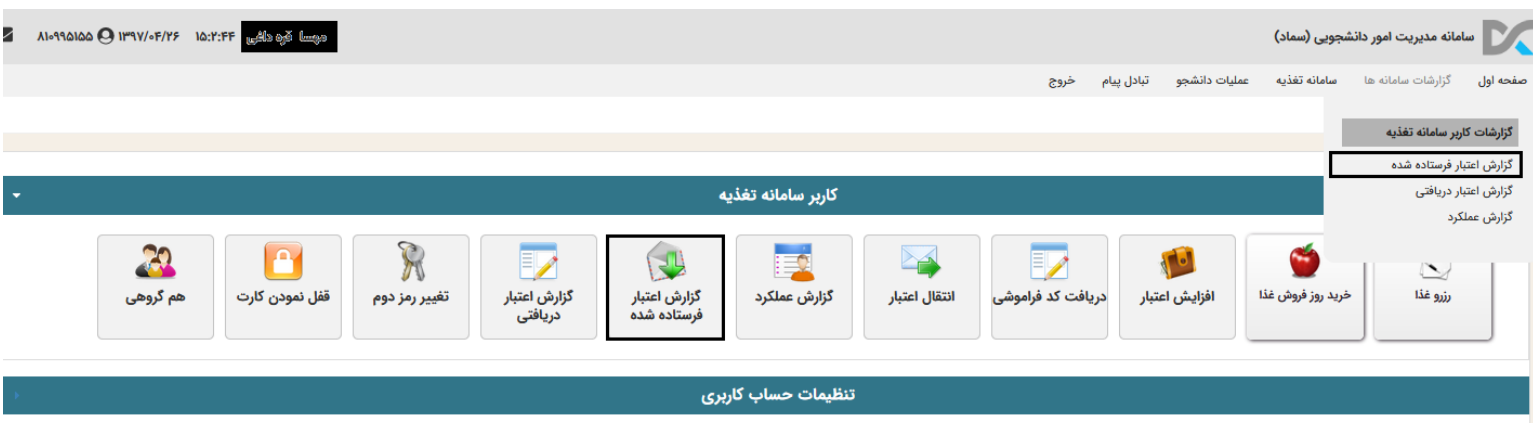 سامانه مدیریت امور دانشجویی (سماد)
مهسا قره داغی ۱۵:۲:۴۴ ۱۳۹۷/۰۴/۲۶ ۸۱۰۹۹۵۱۵۵
صفحه اول گزارشات سامانه ها سامانه تغذیه عملیات دانشجو تبادل پیام خروج
گزارشات کاربر سامانه تغذیه
گزارش اعتبار فرستاده شده
گزارش اعتبار دریافتی
گزارش عملکرد
کاربر سامانه تغذیه
رزرو غذا
خرید روز فروش غذا
افزایش اعتبار
دریافت کد فراموشی
انتقال اعتبار
گزارش عملکرد
گزارش اعتبار
فرستاده شده
گزارش اعتبار
دریافتی
تغییر رمز دوم
قفل نمودن کارت
هم گروهی
تنظیمات حساب کاربری